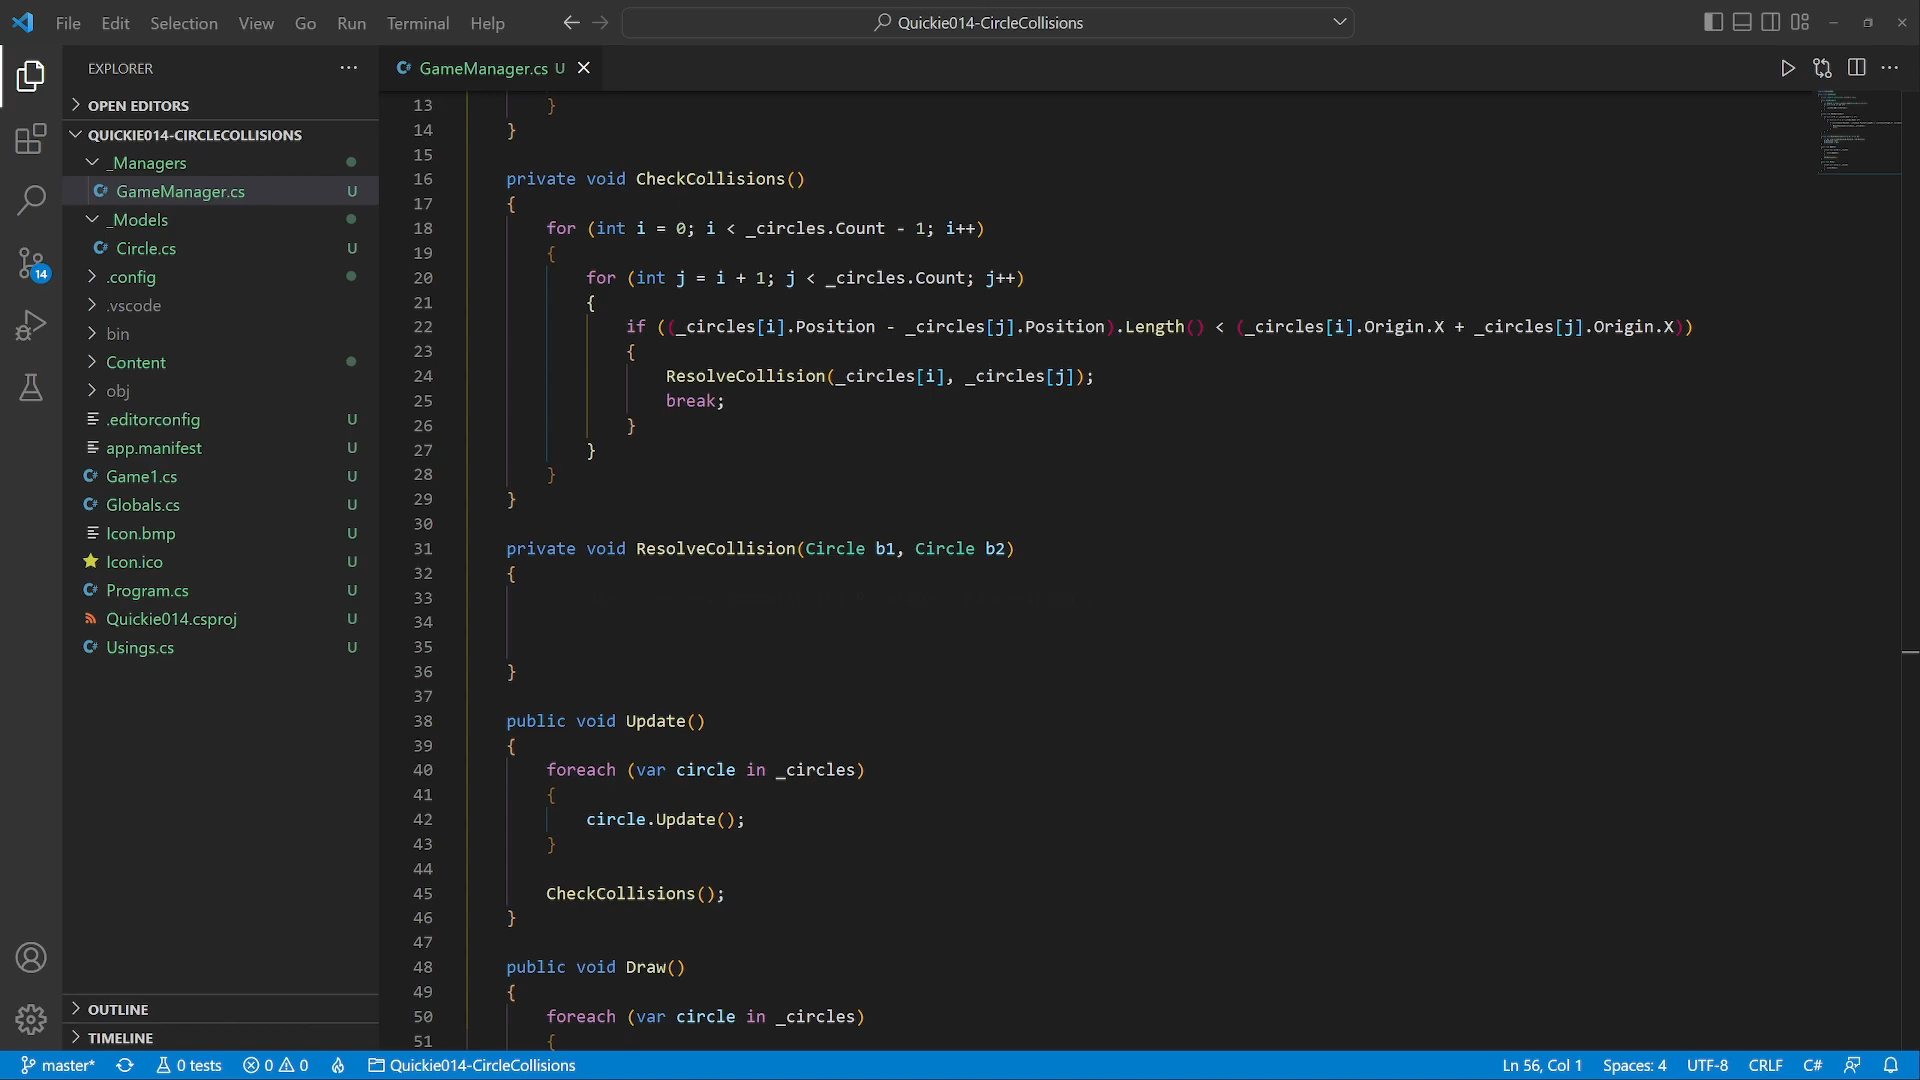 File Edit Selection View Go Run Terminal Help
Quickie014-CircleCollisions
EXPLORER
OPEN EDITORS
QUICKIE014-CIRCLECOLLISIONS
_Managers
GameManager.cs U
_Models
Circle.cs U
.config
.vscode
bin
Content
obj
.editorconfig U
app.manifest U
Game1.cs U
Globals.cs U
Icon.bmp U
Icon.ico U
Program.cs U
Quickie014.csproj U
Usings.cs U
OUTLINE
TIMELINE
14
GameManager.cs U
13 }
14 }
15
16 private void CheckCollisions()
17 {
18 for (int i = 0; i < _circles.Count - 1; i++)
19 {
20 for (int j = i + 1; j < _circles.Count; j++)
21 {
22 if ((_circles[i].Position - _circles[j].Position).Length() < (_circles[i].Origin.X + _circles[j].Origin.X))
23 {
24 ResolveCollision(_circles[i], _circles[j]);
25 break;
26 }
27 }
28 }
29 }
30
31 private void ResolveCollision(Circle b1, Circle b2)
32 {
33
34
35
36 }
37
38 public void Update()
39 {
40 foreach (var circle in _circles)
41 {
42 circle.Update();
43 }
44
45 CheckCollisions();
46 }
47
48 public void Draw()
49 {
50 foreach (var circle in _circles)
51 {
master* 0 tests 0 0 Quickie014-CircleCollisions Ln 56, Col 1 Spaces: 4 UTF-8 CRLF C#